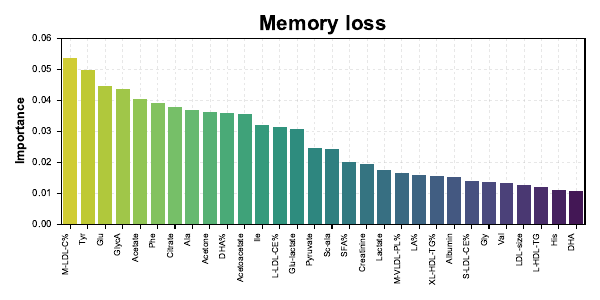 Memory loss
Importance
0.06
0.05
0.04
0.03
0.02
0.01
0.00
M-LDL-C%
Tyr
Glu
GlycA
Acetate
Phe
Citrate
Ala
Acetone
DHA%
Acetoacetate
Ile
L-LDL-CE%
Glu-lactate
Pyruvate
Sc-ala
SFA%
Creatinine
Lactate
M-VLDL-PL%
LA%
XL-HDL-TG%
Albumin
S-LDL-CE%
Gly
Val
LDL-size
L-HDL-TG
His
DHA